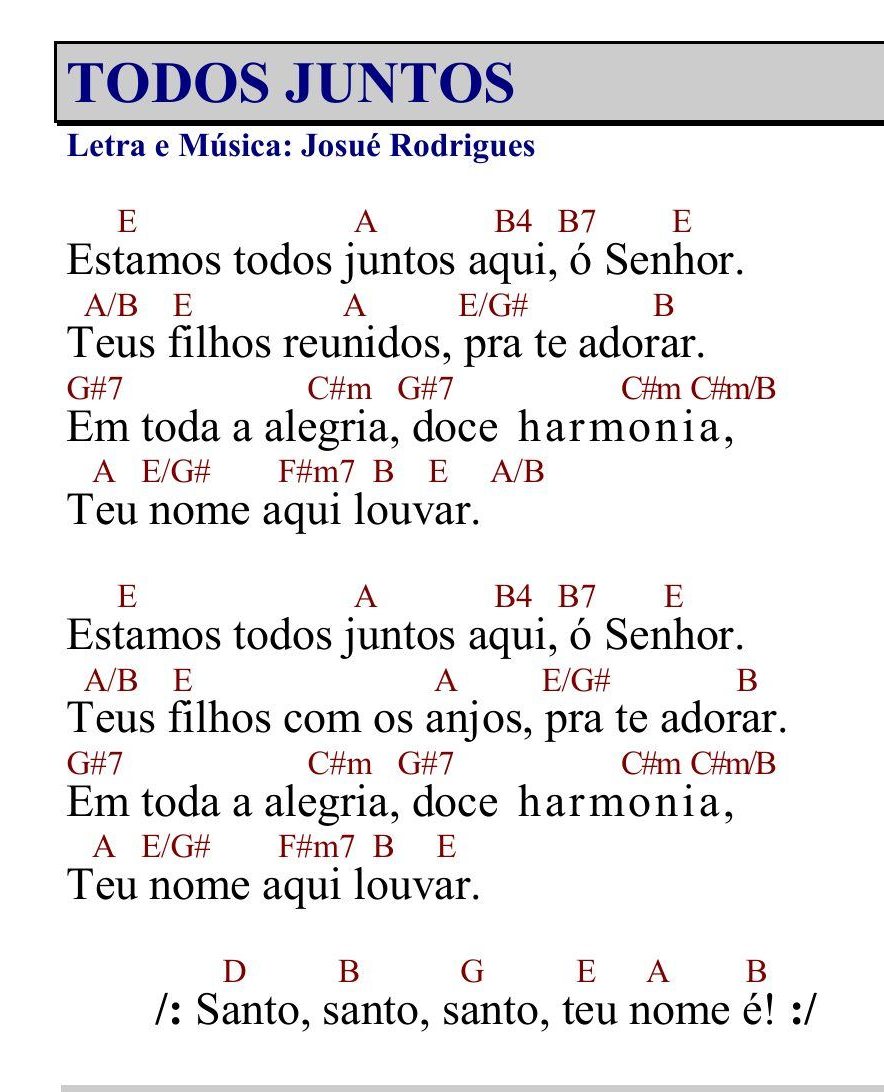 TODOS JUNTOS
Letra e Música: Josué Rodrigues
E A B4 B7 E
Estamos todos juntos aqui, ó Senhor.
A/B E A E/G# B
Teus filhos reunidos, pra te adorar.
G#7 C#m G#7 C#m C#m/B
Em toda a alegria, doce harmonia,
A E/G# F#m7 B E A/B
Teu nome aqui louvar.
E A B4 B7 E
Estamos todos juntos aqui, ó Senhor.
A/B E A E/G# B
Teus filhos com os anjos, pra te adorar.
G#7 C#m G#7 C#m C#m/B
Em toda a alegria, doce harmonia,
A E/G# F#m7 B E
Teu nome aqui louvar.
D B G E A B
/: Santo, santo, santo, teu nome é! :/